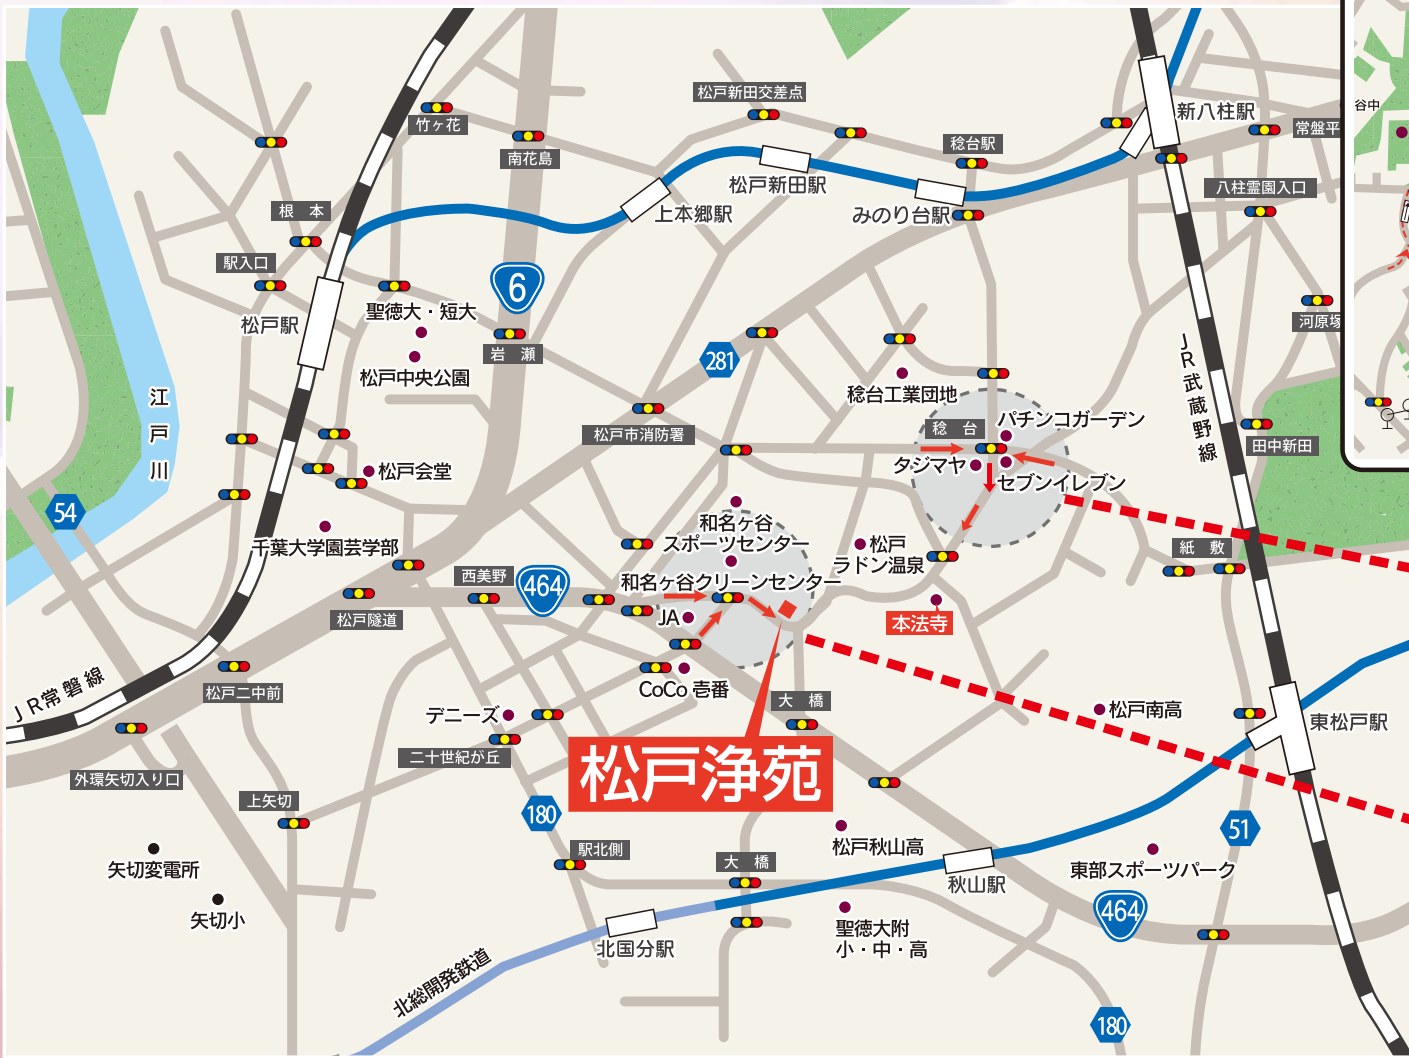 松戸新田交差点
竹ヶ花
南花島
新八柱駅
常盤平
谷中
稔台駅
松戸新田駅
上本郷駅
みのり台駅
八柱霊園入口
根 本
駅入口
松戸駅
聖徳大・短大
6
岩 瀬
松戸中央公園
281
河原塚
JR武蔵野線
稔台工業団地
江戸川
松戸市消防署
稔 台
パチンコガーデン
田中新田
タジマヤ
セブンイレブン
松戸会堂
54
千葉大学園芸学部
和名ヶ谷
スポーツセンター
松戸
ラドン温泉
紙 敷
西美野
464
和名ヶ谷クリーンセンター
JA
松戸隧道
本法寺
JR常磐線
松戸二中前
CoCo壱番
大 橋
デニーズ
松戸南高
東松戸駅
二十世紀が丘
松戸浄苑
外環矢切入り口
上矢切
180
51
矢切変電所
駅北側
大 橋
松戸秋山高
秋山駅
東部スポーツパーク
矢切小
464
北国分駅
聖徳大附
小・中・高
北総開発鉄道
180